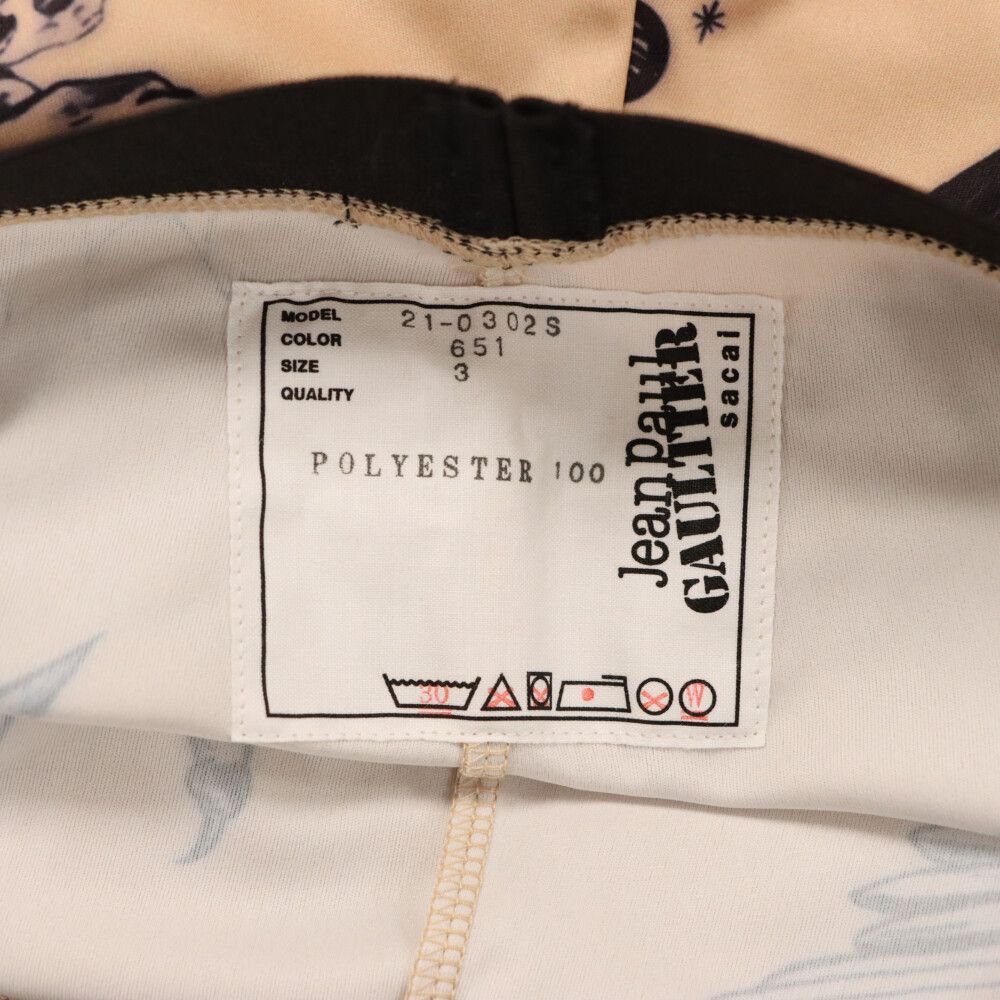 MODEL 21-0302S
COLOR 651
SIZE 3
QUALITY
POLYESTER 100
Jean Paul
GAULTIER
sacai
30
W